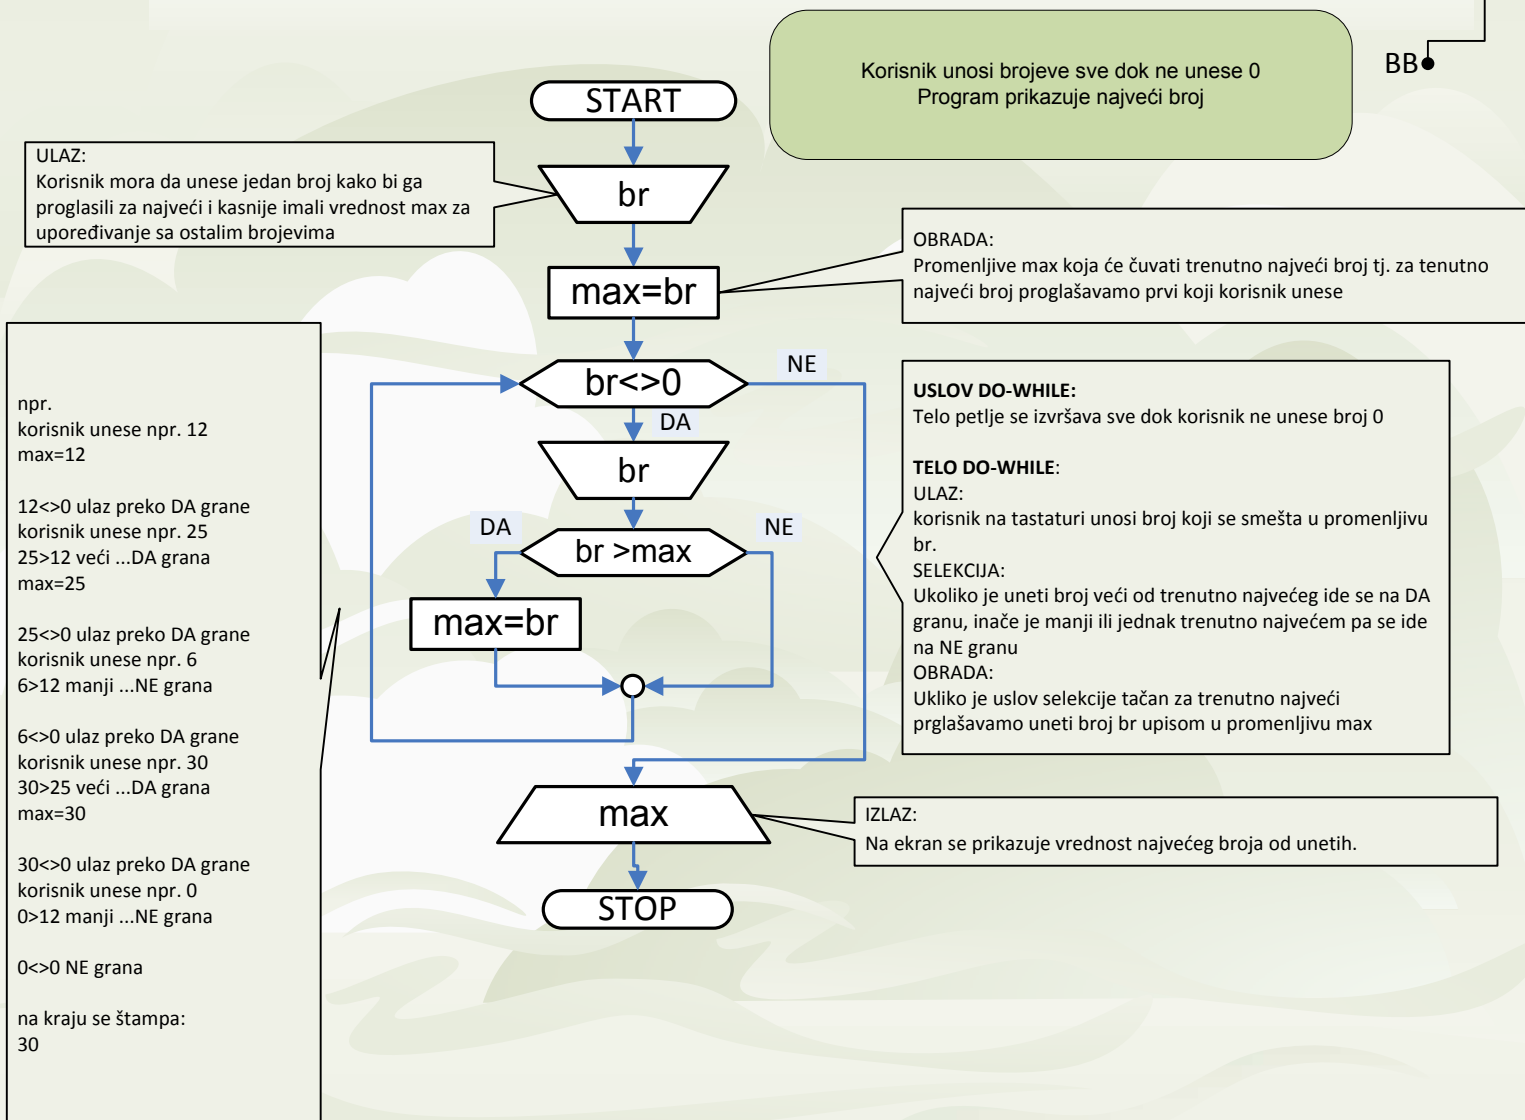 Korisnik unosi brojeve sve dok ne unese 0
Program prikazuje najveći broj
BB
START
ULAZ:
Korisnik mora da unese jedan broj kako bi ga
proglasili za najveći i kasnije imali vrednost max za
upoređivanje sa ostalim brojevima
br
OBRADA:
Promenljive max koja će čuvati trenutno najveći broj tj. za tenutno
najveći broj proglašavamo prvi koji korisnik unese
max=br
br<>0
NE
DA
br
DA
br >max
NE
max=br
npr.
korisnik unese npr. 12
max=12
12<>0 ulaz preko DA grane
korisnik unese npr. 25
25>12 veći ...DA grana
max=25
25<>0 ulaz preko DA grane
korisnik unese npr. 6
6>12 manji ...NE grana
6<>0 ulaz preko DA grane
korisnik unese npr. 30
30>25 veći ...DA grana
max=30
30<>0 ulaz preko DA grane
korisnik unese npr. 0
0>12 manji ...NE grana
0<>0 NE grana
na kraju se štampa:
30
USLOV DO-WHILE:
Telo petlje se izvršava sve dok korisnik ne unese broj 0
TELO DO-WHILE:
ULAZ:
korisnik na tastaturi unosi broj koji se smešta u promenljivu
br.
SELEKCIJA:
Ukoliko je uneti broj veći od trenutno najvećeg ide se na DA
granu, inače je manji ili jednak trenutno najvećem pa se ide
na NE granu
OBRADA:
Ukliko je uslov selekcije tačan za trenutno najveći
prglašavamo uneti broj br upisom u promenljivu max
max
IZLAZ:
Na ekran se prikazuje vrednost najvećeg broja od unetih.
STOP